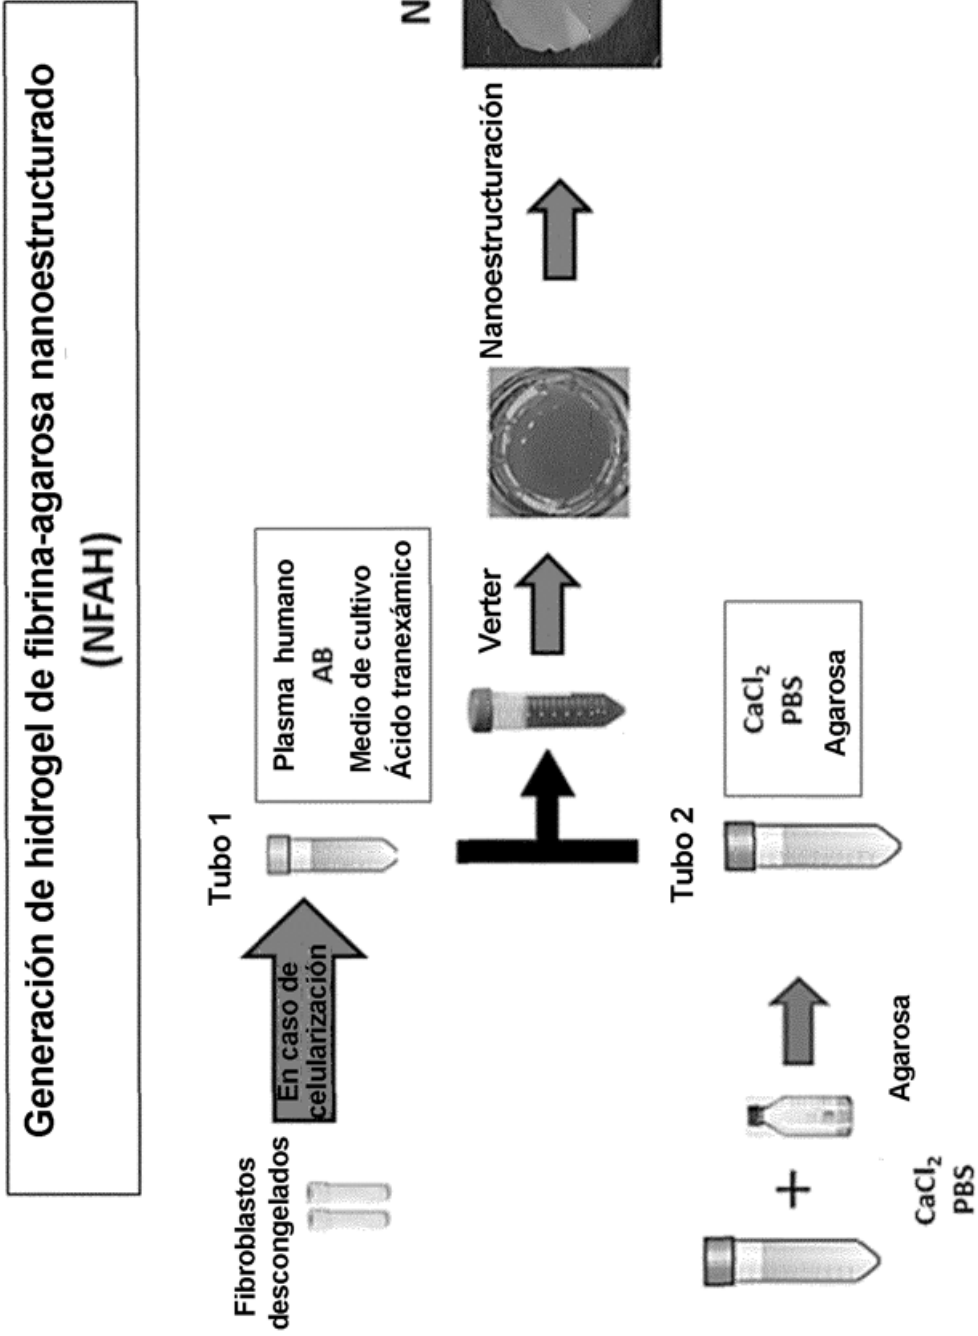 Generación de hidrogel de fibrina-agarosa nanoestructurado
(NFAH)
Fibroblastos
descongelados
En caso de
celularización
Tubo 1
Plasma humano
AB
Medio de cultivo
Ácido tranexámico
Verter
Nanoestructuración
N
CaCl₂
PBS
+
Agarosa
Tubo 2
CaCl₂
PBS
Agarosa